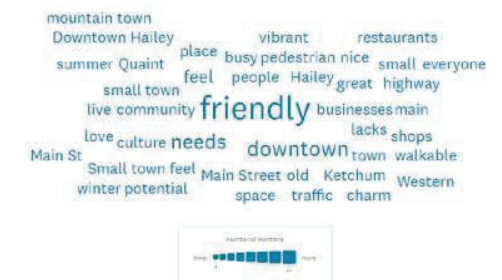 mountain town
Downtown Hailey vibrant restaurants
place busy pedestrian nice
summer Quaint small everyone
feel people Hailey great highway
small town
live community friendly businesses main
lacks shops
love culture needs downtown town walkable
Main St
Small town feel Main Street old Ketchum Western
winter potential
space traffic charm
Number of mentions